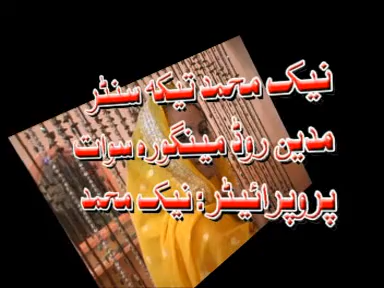 نیک محمد تیکه سنٹر
مدین روڈ مینگورہ سوات
پروپرائیٹر : نیک محمد